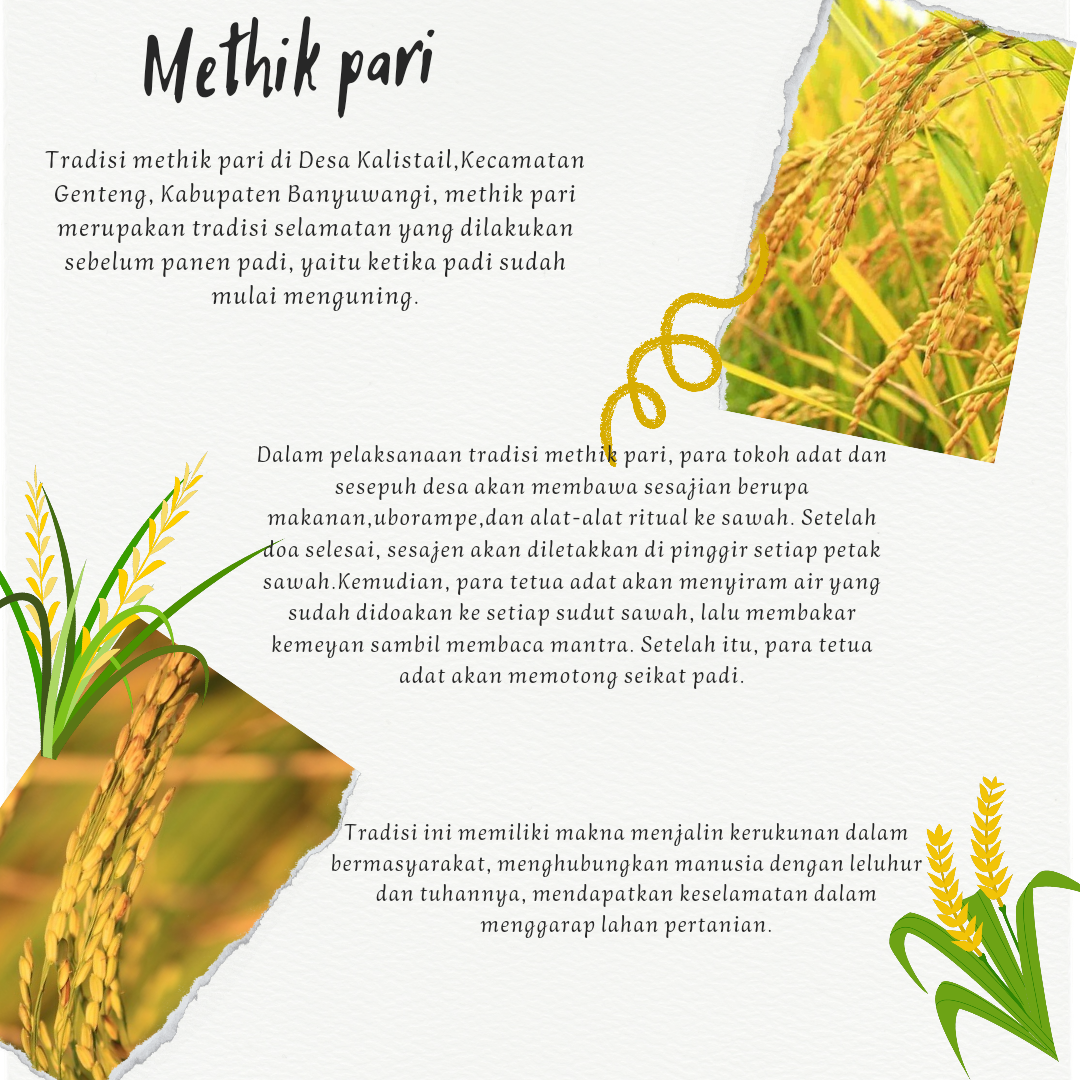 Methik pari
Tradisi methik pari di Desa Kalistail,Kecamatan
Genteng, Kabupaten Banyuwangi, methik pari
merupakan tradisi selamatan yang dilakukan
sebelum panen padi, yaitu ketika padi sudah
mulai menguning.
Dalam pelaksanaan tradisi methik pari, para tokoh adat dan
sesepuh desa akan membawa sesajian berupa
makanan,uborampe,dan alat-alat ritual ke sawah. Setelah
doa selesai, sesajen akan diletakkan di pinggir setiap petak
sawah.Kemudian, para tetua adat akan menyiram air yang
sudah didoakan ke setiap sudut sawah, lalu membakar
kemeyan sambil membaca mantra. Setelah itu, para tetua
adat akan memotong seikat padi.
Tradisi ini memiliki makna menjalin kerukunan dalam
bermasyarakat, menghubungkan manusia dengan leluhur
dan tuhannya, mendapatkan keselamatan dalam
menggarap lahan pertanian.